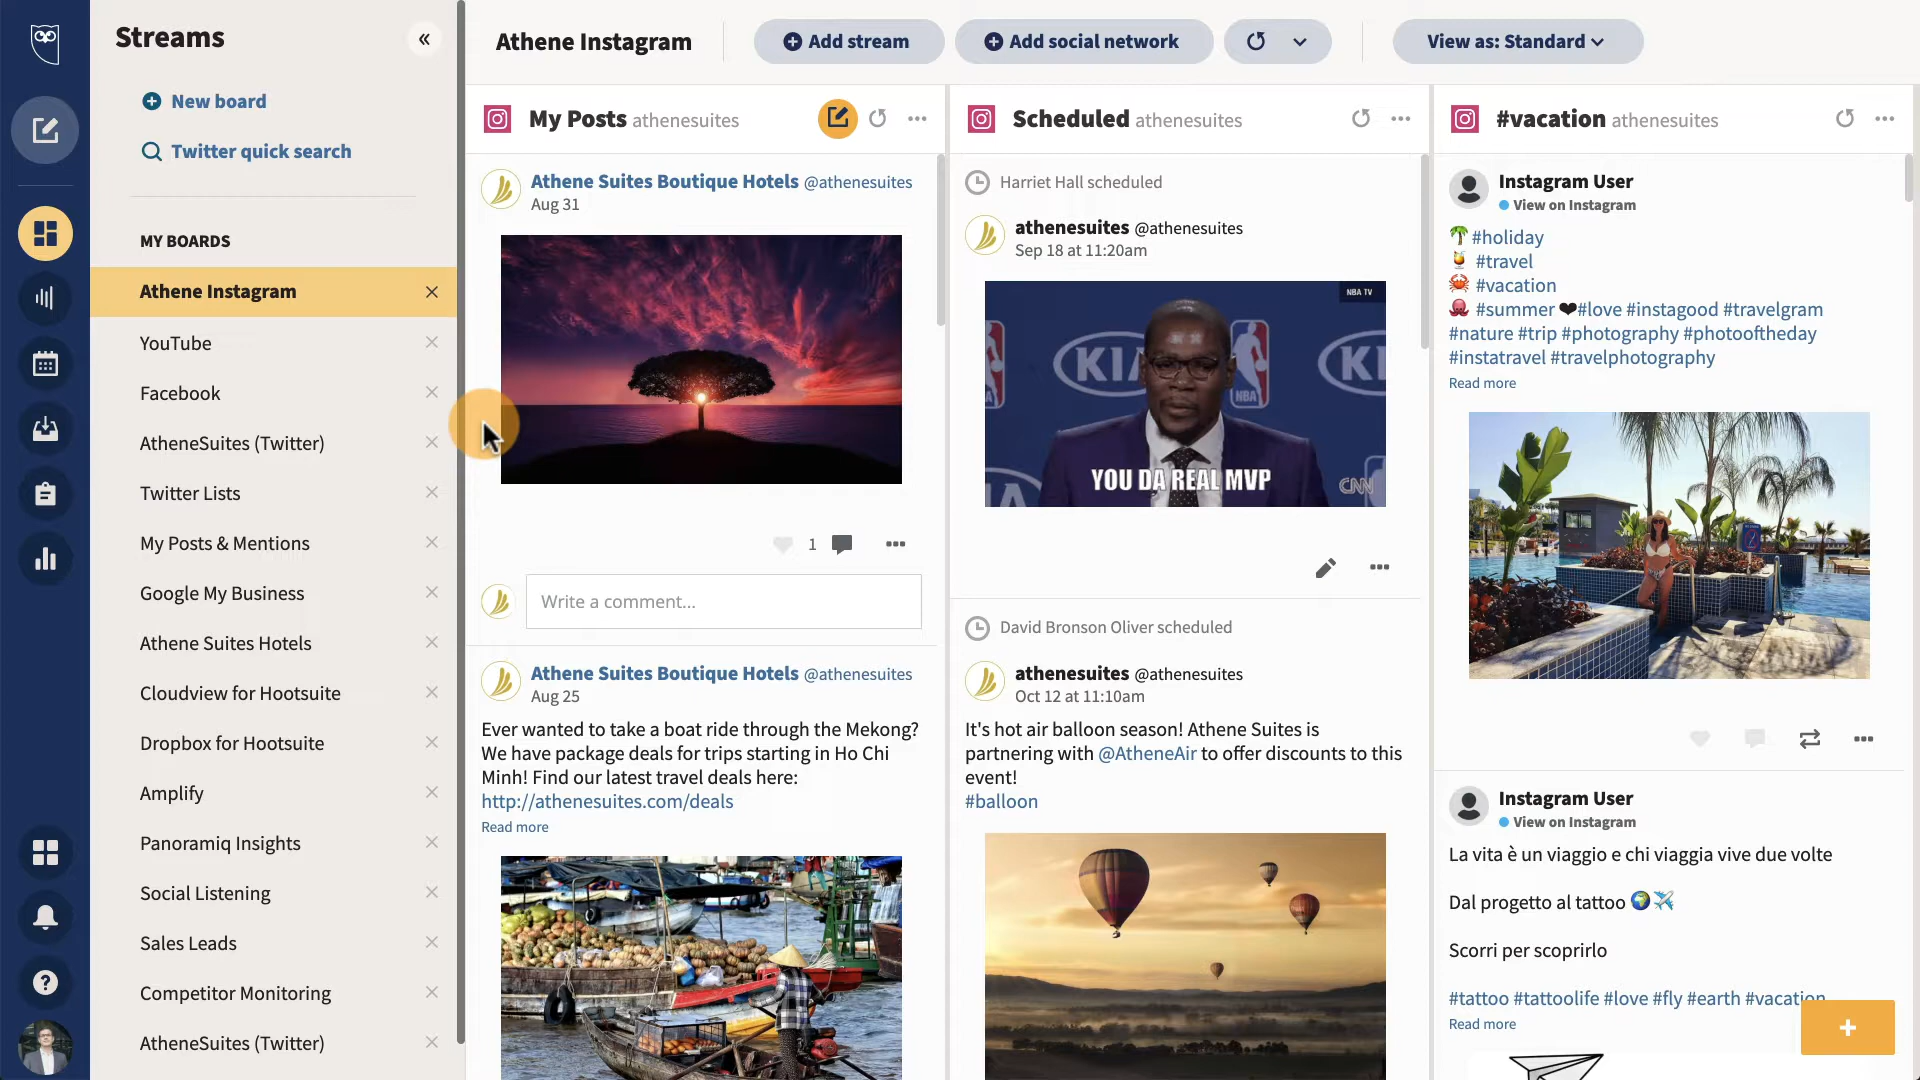 Streams
«
New board
Twitter quick search
MY BOARDS
Athene Instagram
YouTube
Facebook
AtheneSuites (Twitter)
Twitter Lists
My Posts & Mentions
Google My Business
Athene Suites Hotels
Cloudview for Hootsuite
Dropbox for Hootsuite
Amplify
Panoramiq Insights
Social Listening
Sales Leads
Competitor Monitoring
AtheneSuites (Twitter)
Athene Instagram
Add stream
Add social network
View as: Standard
My Posts athenesuites
Athene Suites Boutique Hotels @athenesuites
Aug 31
1
Write a comment...
Athene Suites Boutique Hotels @athenesuites
Aug 25
Ever wanted to take a boat ride through the Mekong?
We have package deals for trips starting in Ho Chi
Minh! Find our latest travel deals here:
http://athenesuites.com/deals
Read more
Scheduled athenesuites
Harriet Hall scheduled
athenesuites @athenesuites
Sep 18 at 11:20am
NBA TV
KIA
NBA
YOU DA REAL MVP
CNN
David Bronson Oliver scheduled
athenesuites @athenesuites
Oct 12 at 11:10am
It's hot air balloon season! Athene Suites is
partnering with @AtheneAir to offer discounts to this
event!
#balloon
#vacation athenesuites
Instagram User
View on Instagram
🌴#holiday
🍹 #travel
🦀 #vacation
🐙 #summer ❤#love #instagood #travelgram
#nature #trip #photography #photooftheday
#instatravel #travelphotography
Read more
2
Instagram User
View on Instagram
La vita è un viaggio e chi viaggia vive due volte
Dal progetto al tattoo 🌍✈️
Scorri per scoprirlo
#tattoo #tattoolife #love #fly #earth #vacation
Read more
+